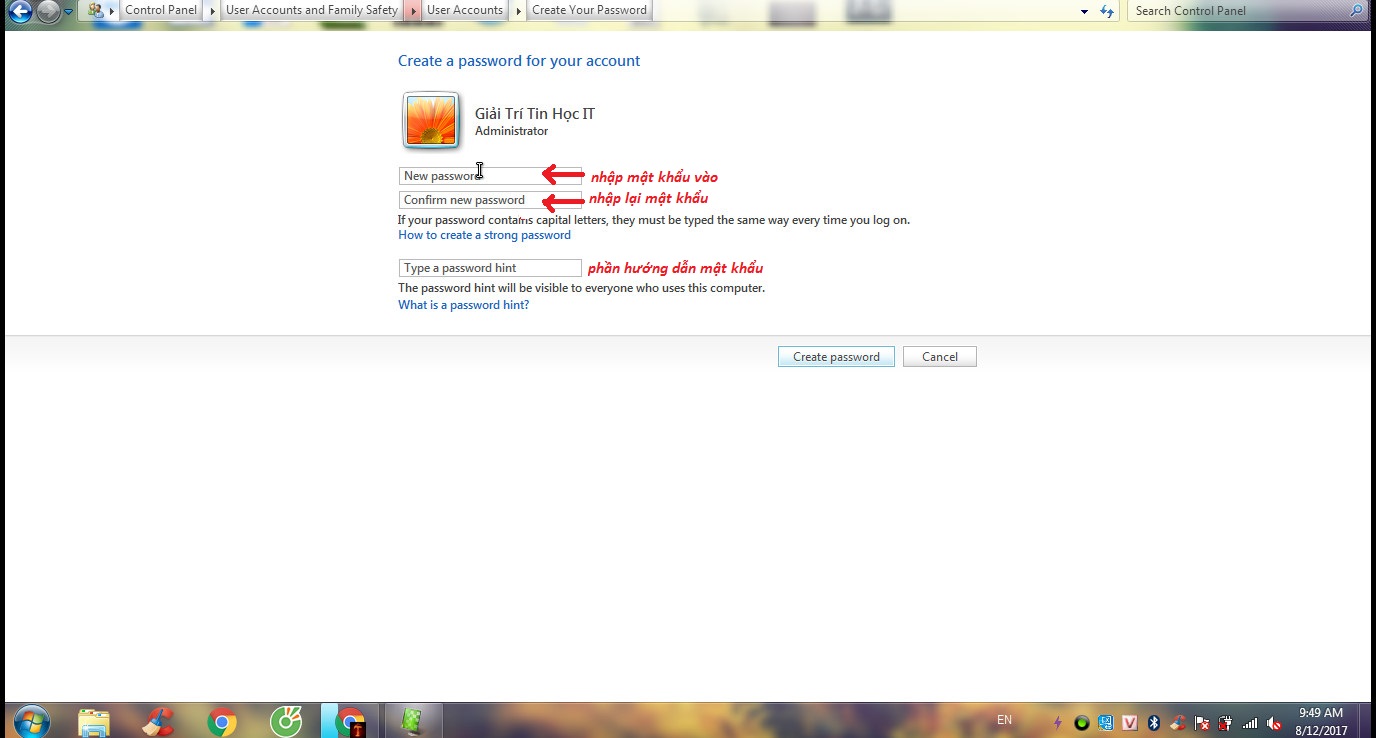 Control Panel User Accounts and Family Safety User Accounts Create Your Password Search Control Panel
Create a password for your account
Giải Trí Tin Học IT
Administrator
New password nhập mật khẩu vào
Confirm new password nhập lại mật khẩu
If your password contains capital letters, they must be typed the same way every time you log on.
How to create a strong password
Type a password hint phần hướng dẫn mật khẩu
The password hint will be visible to everyone who uses this computer.
What is a password hint?
Create password Cancel
EN
9:49 AM
8/12/2017